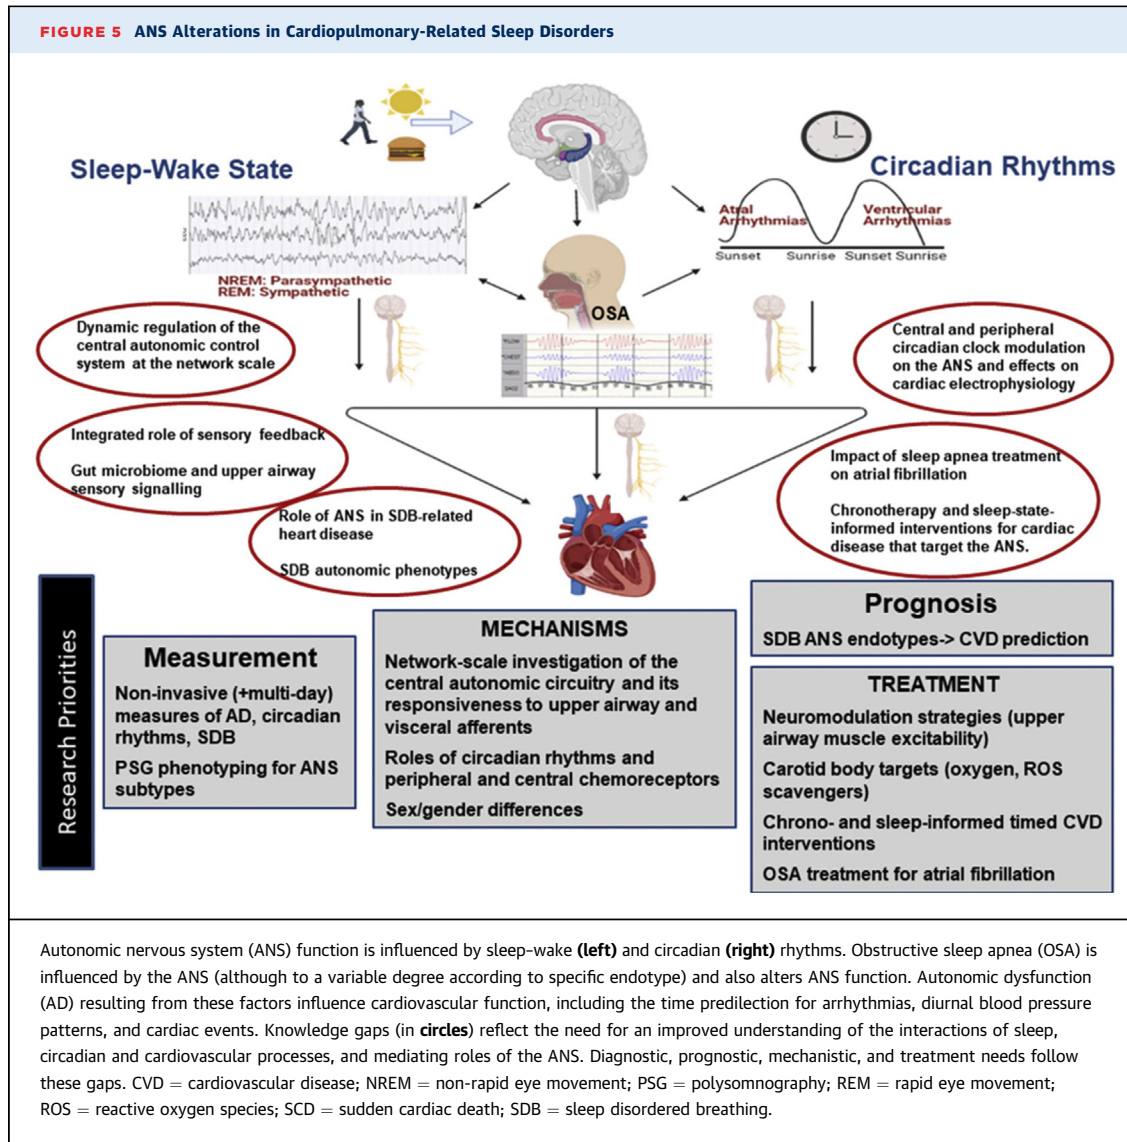 FIGURE 5 ANS Alterations in Cardiopulmonary-Related Sleep Disorders
Sleep-Wake State
Circadian Rhythms
Atrial
Arrhythmias
Ventricular
Arrhythmias
Sunset Sunrise Sunset Sunrise
NREM: Parasympathetic
REM: Sympathetic
OSA
Dynamic regulation of the
central autonomic control
system at the network scale
Central and peripheral
circadian clock modulation
on the ANS and effects on
cardiac electrophysiology
Integrated role of sensory feedback
Gut microbiome and upper airway
sensory signalling
Impact of sleep apnea treatment
on atrial fibrillation
Chronotherapy and sleep-state-
informed interventions for cardiac
disease that target the ANS.
Role of ANS in SDB-related
heart disease
SDB autonomic phenotypes
Research Priorities
Measurement
Non-invasive (+multi-day)
measures of AD, circadian
rhythms, SDB
PSG phenotyping for ANS
subtypes
MECHANISMS
Network-scale investigation of the
central autonomic circuitry and its
responsiveness to upper airway and
visceral afferents
Roles of circadian rhythms and
peripheral and central chemoreceptors
Sex/gender differences
Prognosis
SDB ANS endotypes-> CVD prediction
TREATMENT
Neuromodulation strategies (upper
airway muscle excitability)
Carotid body targets (oxygen, ROS
scavengers)
Chrono- and sleep-informed timed CVD
interventions
OSA treatment for atrial fibrillation
Autonomic nervous system (ANS) function is influenced by sleep-wake (left) and circadian (right) rhythms. Obstructive sleep apnea (OSA) is
influenced by the ANS (although to a variable degree according to specific endotype) and also alters ANS function. Autonomic dysfunction
(AD) resulting from these factors influence cardiovascular function, including the time predilection for arrhythmias, diurnal blood pressure
patterns, and cardiac events. Knowledge gaps (in circles) reflect the need for an improved understanding of the interactions of sleep,
circadian and cardiovascular processes, and mediating roles of the ANS. Diagnostic, prognostic, mechanistic, and treatment needs follow
these gaps. CVD = cardiovascular disease; NREM = non-rapid eye movement; PSG = polysomnography; REM = rapid eye movement;
ROS = reactive oxygen species; SCD = sudden cardiac death; SDB = sleep disordered breathing.